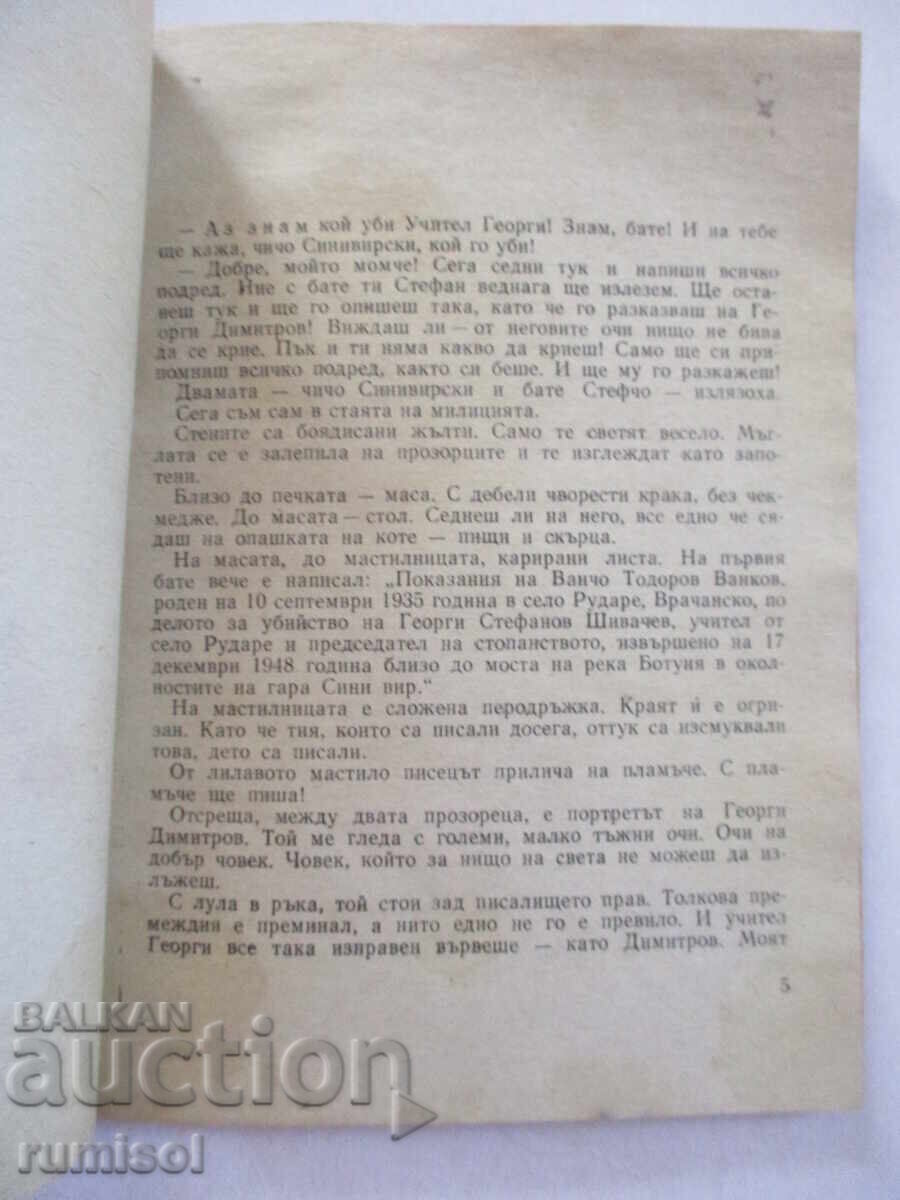 — Аз знам кой уби Учител Георги! Знам, бате! И на тебе
ще кажа, чичо Синивирски, кой го уби!
— Добре, мойто момче! Сега седни тук и напиши всичко
подред. Ние с бате ти Стефан веднага ще излезем. Ще оста-
неш тук и ще го опишеш така, като че го разказваш на Ге-
орги Димитров! Виждаш ли — от неговите очи нищо не бива
да се крие. Пък и ти няма какво да криеш! Само ще си при-
помниш всичко подред, както си беше. И ще му го разкажеш!
Двамата — чичо Синивирски и бате Стефчо — излязоха.
Сега съм сам в стаята на милицията.
Стените са боядисани жълти. Само те светят весело. Мъг-
лата се е залепила на прозорците и те изглеждат като запо-
тени.
Близо до печката — маса. С дебели чворести крака, без чек-
медже. До масата — стол. Седнеш ли на него, все едно че ся-
даш на опашката на коте — пищи и скърца.
На масата, до мастилницата, карирани листа. На първия
бате вече е написал: „Показания на Ванчо Тодоров Ванков,
роден на 10 септември 1935 година в село Рударе, Врачанско, по
делото за убийство на Георги Стефанов Шивачев, учител от
село Рударе и председател на стопанството, извършено на 17
декември 1948 година близо до моста на река Ботуня в окол-
ностите на гара Сини вир.“
На мастилницата е сложена перодръжка. Краят ѝ е огри-
зан. Като че тия, които са писали досега, оттук са изсмуквали
това, дето са писали.
От лилавото мастило писецът прилича на пламъче. С пла-
мъче ще пиша!
Отсреща, между двата прозореца, е портретът на Георги
Димитров. Той ме гледа с големи, малко тъжни очи. Очи на
добър човек. Човек, който за нищо на света не можеш да из-
лъжеш.
С лула в ръка, той стои зад писалището прав. Толкова пре-
междия е преминал, а нито едно не го е превило. И учител
Георги все така изправен вървеше — като Димитров. Моят
5
BALKAN
auction
rumisol